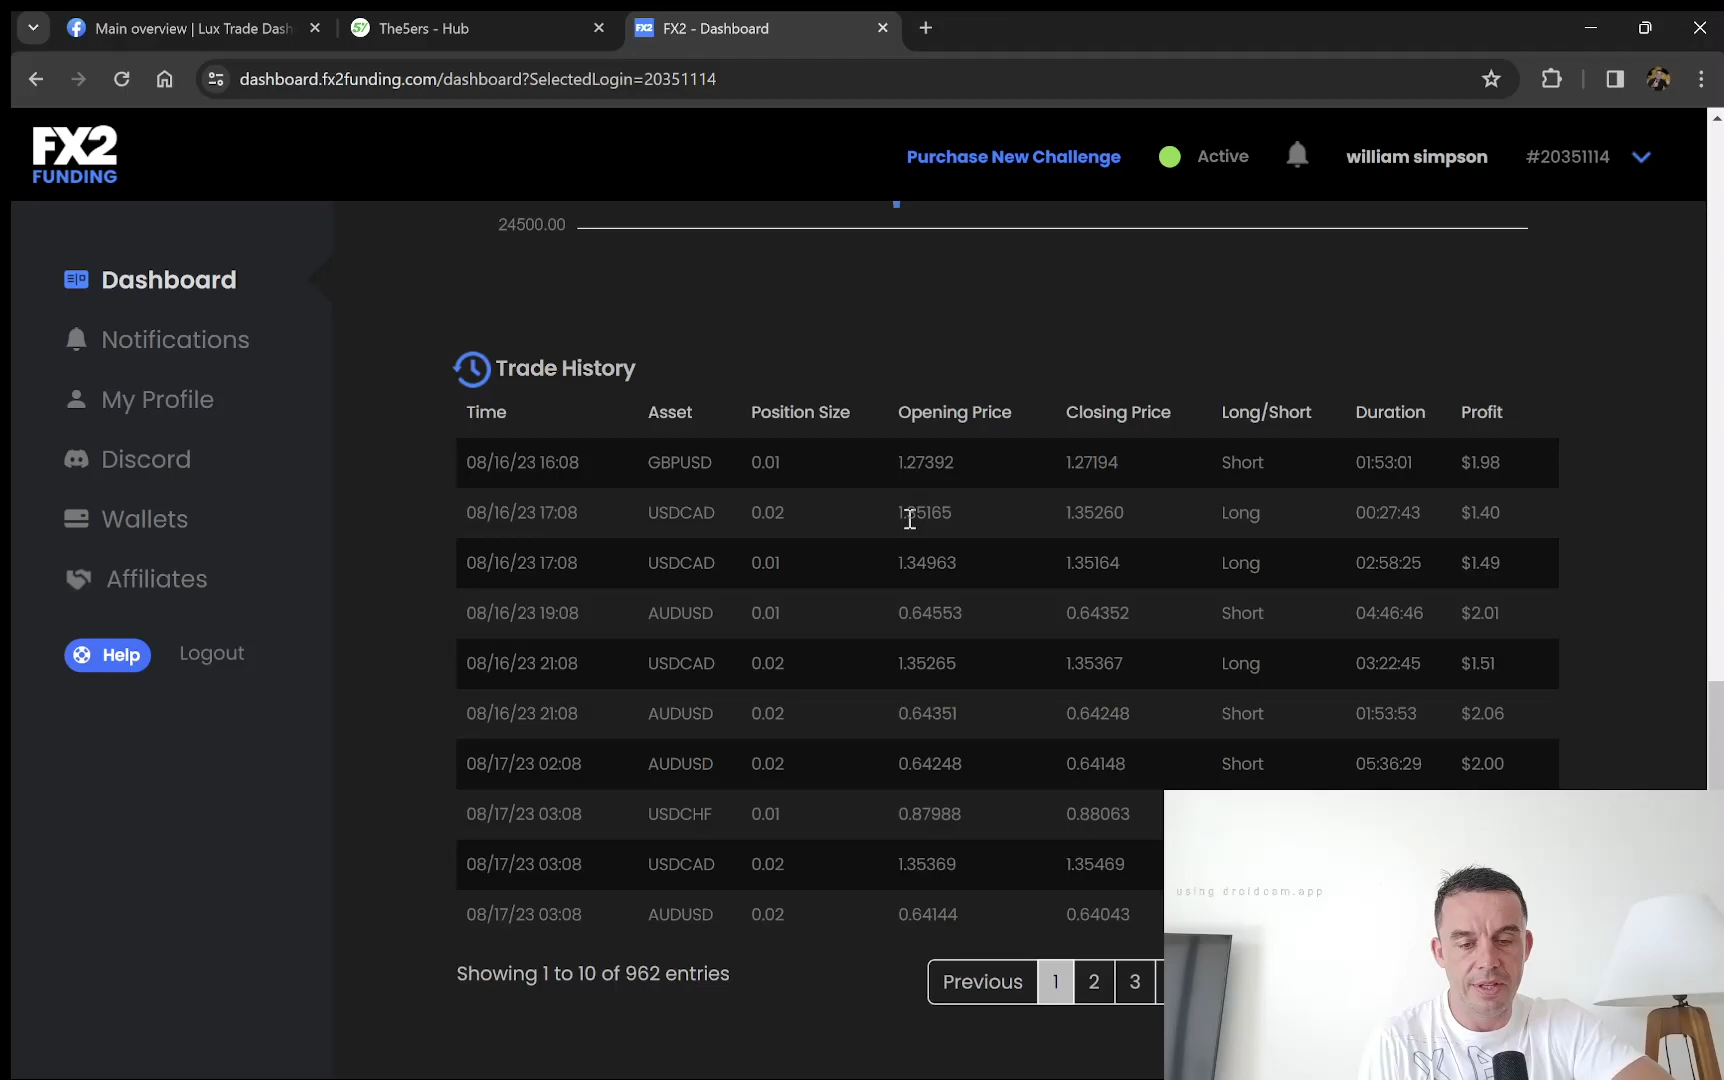 Main overview | Lux Trade Dash
The5ers - Hub
FX2 - Dashboard
dashboard.fx2funding.com/dashboard?SelectedLogin=20351114
FX2
FUNDING
Purchase New Challenge
Active
william simpson
#20351114
24500.00
Dashboard
Notifications
My Profile
Discord
Wallets
Affiliates
Help
Logout
Trade History
Time Asset Position Size Opening Price Closing Price Long/Short Duration Profit
08/16/23 16:08 GBPUSD 0.01 1.27392 1.27194 Short 01:53:01 $1.98
08/16/23 17:08 USDCAD 0.02 1.35165 1.35260 Long 00:27:43 $1.40
08/16/23 17:08 USDCAD 0.01 1.34963 1.35164 Long 02:58:25 $1.49
08/16/23 19:08 AUDUSD 0.01 0.64553 0.64352 Short 04:46:46 $2.01
08/16/23 21:08 USDCAD 0.02 1.35265 1.35367 Long 03:22:45 $1.51
08/16/23 21:08 AUDUSD 0.02 0.64351 0.64248 Short 01:53:53 $2.06
08/17/23 02:08 AUDUSD 0.02 0.64248 0.64148 Short 05:36:29 $2.00
08/17/23 03:08 USDCHF 0.01 0.87988 0.88063
08/17/23 03:08 USDCAD 0.02 1.35369 1.35469
08/17/23 03:08 AUDUSD 0.02 0.64144 0.64043
Showing 1 to 10 of 962 entries
Previous 1 2 3
using droidcam.app